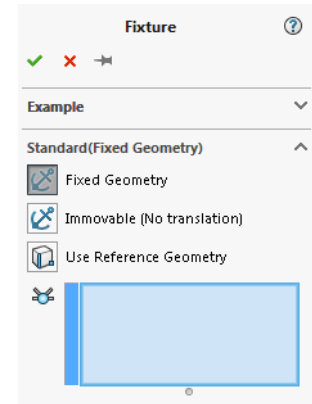 Fixture
Example
Standard(Fixed Geometry)
Fixed Geometry
Immovable (No translation)
Use Reference Geometry